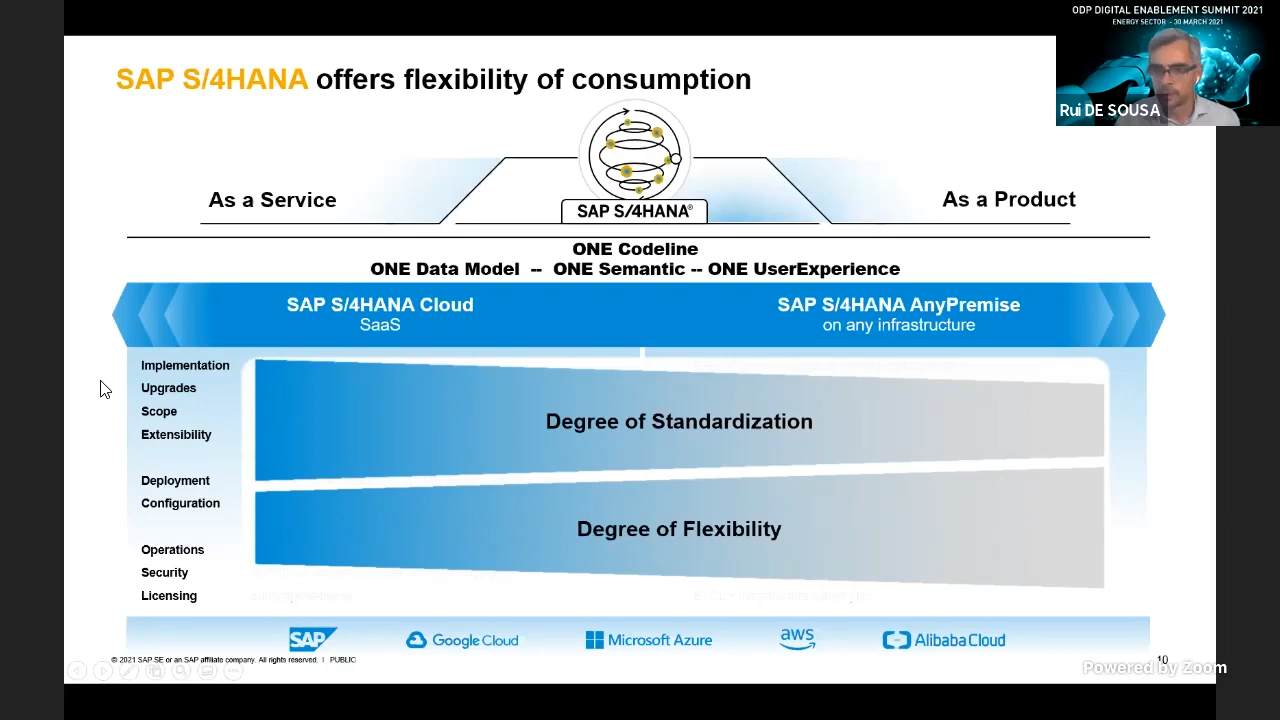 ODP DIGITAL ENABLEMENT SUMMIT 2021
ENERGY SECTOR - 30 MARCH 2021
Rui DE SOUSA
SAP S/4HANA offers flexibility of consumption
As a Service
As a Product
SAP S/4HANA®
ONE Codeline
ONE Data Model -- ONE Semantic -- ONE UserExperience
SAP S/4HANA Cloud
SaaS
SAP S/4HANA AnyPremise
on any infrastructure
Implementation
Upgrades
Scope
Extensibility
Deployment
Configuration
Operations
Security
Licensing
Degree of Standardization
Degree of Flexibility
SAP
Google Cloud
Microsoft Azure
aws
Alibaba Cloud
© 2021 SAP SE or an SAP affiliate company. All rights reserved. I PUBLIC
10
Powered by Zoom